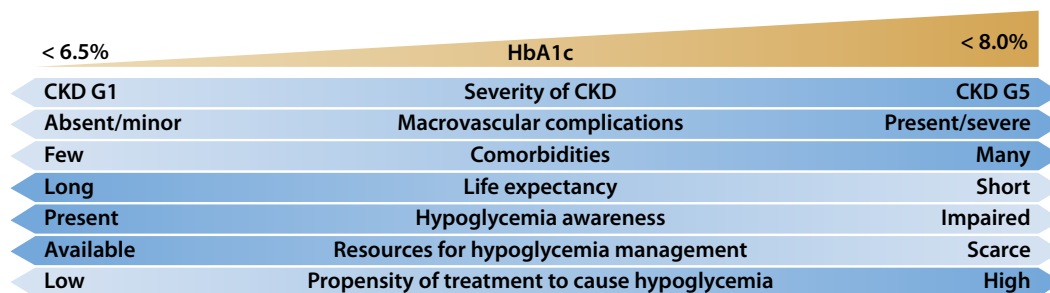 < 6.5% HbA1c < 8.0%
CKD G1 Severity of CKD CKD G5
Absent/minor Macrovascular complications Present/severe
Few Comorbidities Many
Long Life expectancy Short
Present Hypoglycemia awareness Impaired
Available Resources for hypoglycemia management Scarce
Low Propensity of treatment to cause hypoglycemia High